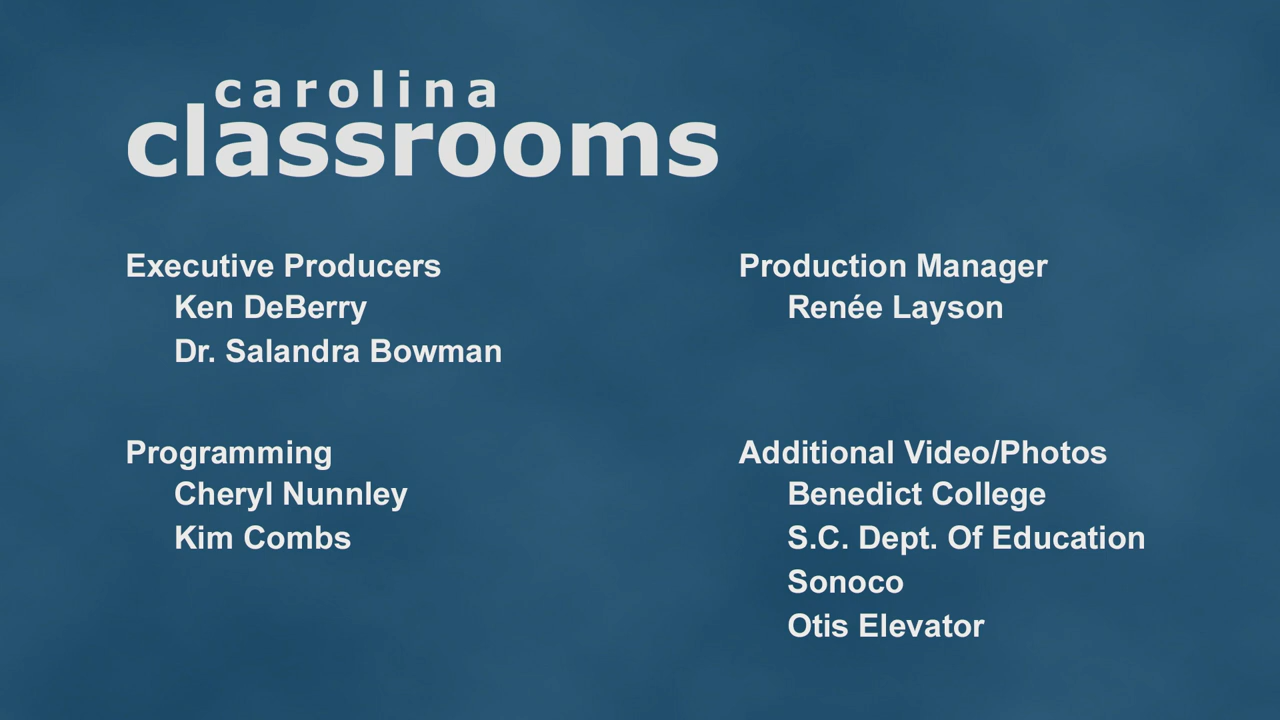 carolina
classrooms
Executive Producers
Ken DeBerry
Dr. Salandra Bowman
Production Manager
Renée Layson
Programming
Cheryl Nunnley
Kim Combs
Additional Video/Photos
Benedict College
S.C. Dept. Of Education
Sonoco
Otis Elevator